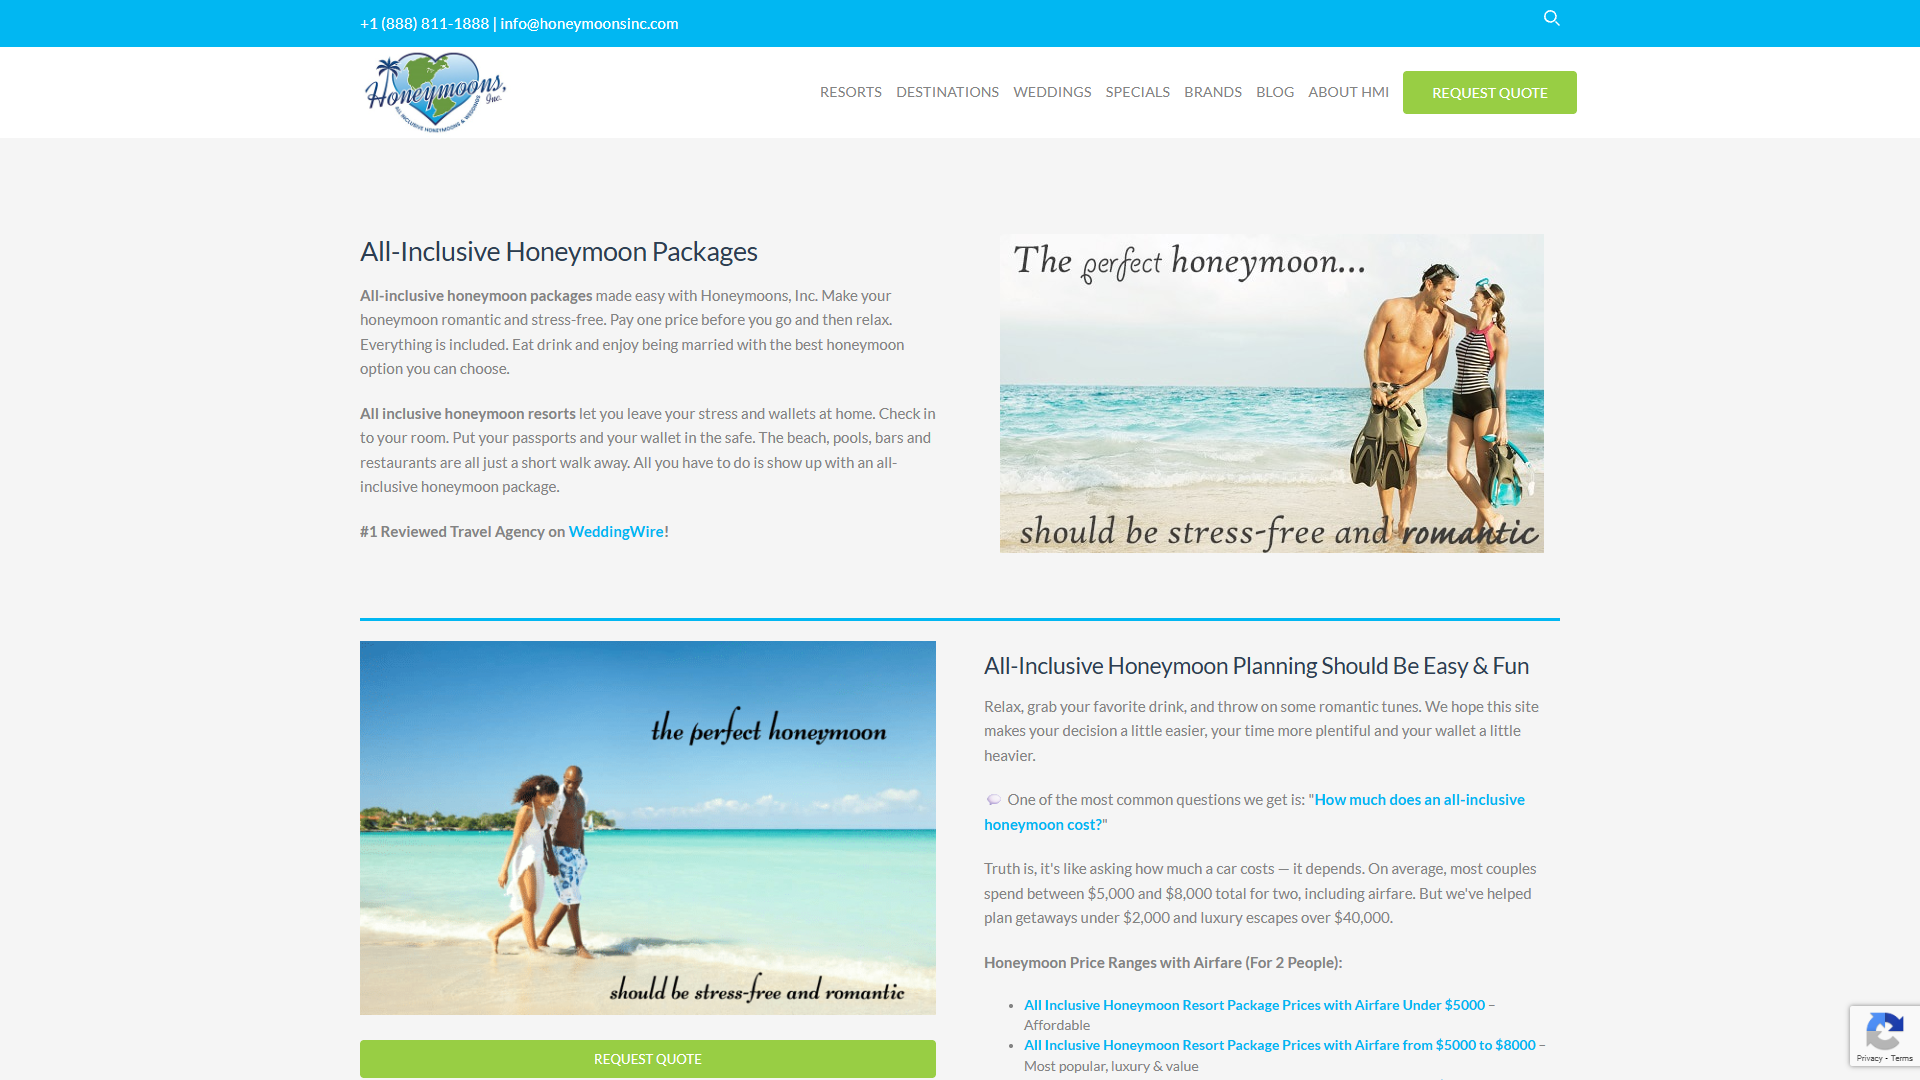 +1 (888) 811-1888 | info@honeymoonsinc.com
Honeymoons, Inc.
ALL INCLUSIVE HONEYMOONS & WEDDINGS
RESORTS DESTINATIONS WEDDINGS SPECIALS BRANDS BLOG ABOUT HMI REQUEST QUOTE
All-Inclusive Honeymoon Packages
All-inclusive honeymoon packages made easy with Honeymoons, Inc. Make your
honeymoon romantic and stress-free. Pay one price before you go and then relax.
Everything is included. Eat drink and enjoy being married with the best honeymoon
option you can choose.
All inclusive honeymoon resorts let you leave your stress and wallets at home. Check in
to your room. Put your passports and your wallet in the safe. The beach, pools, bars and
restaurants are all just a short walk away. All you have to do is show up with an all-
inclusive honeymoon package.
#1 Reviewed Travel Agency on WeddingWire!
The perfect honeymoon...
should be stress-free and romantic
the perfect honeymoon
should be stress-free and romantic
REQUEST QUOTE
All-Inclusive Honeymoon Planning Should Be Easy & Fun
Relax, grab your favorite drink, and throw on some romantic tunes. We hope this site
makes your decision a little easier, your time more plentiful and your wallet a little
heavier.
One of the most common questions we get is: "How much does an all-inclusive
honeymoon cost?"
Truth is, it's like asking how much a car costs — it depends. On average, most couples
spend between $5,000 and $8,000 total for two, including airfare. But we've helped
plan getaways under $2,000 and luxury escapes over $40,000.
Honeymoon Price Ranges with Airfare (For 2 People):
• All Inclusive Honeymoon Resort Package Prices with Airfare Under $5000 –
Affordable
• All Inclusive Honeymoon Resort Package Prices with Airfare from $5000 to $8000 –
Most popular, luxury & value
Privacy - Terms